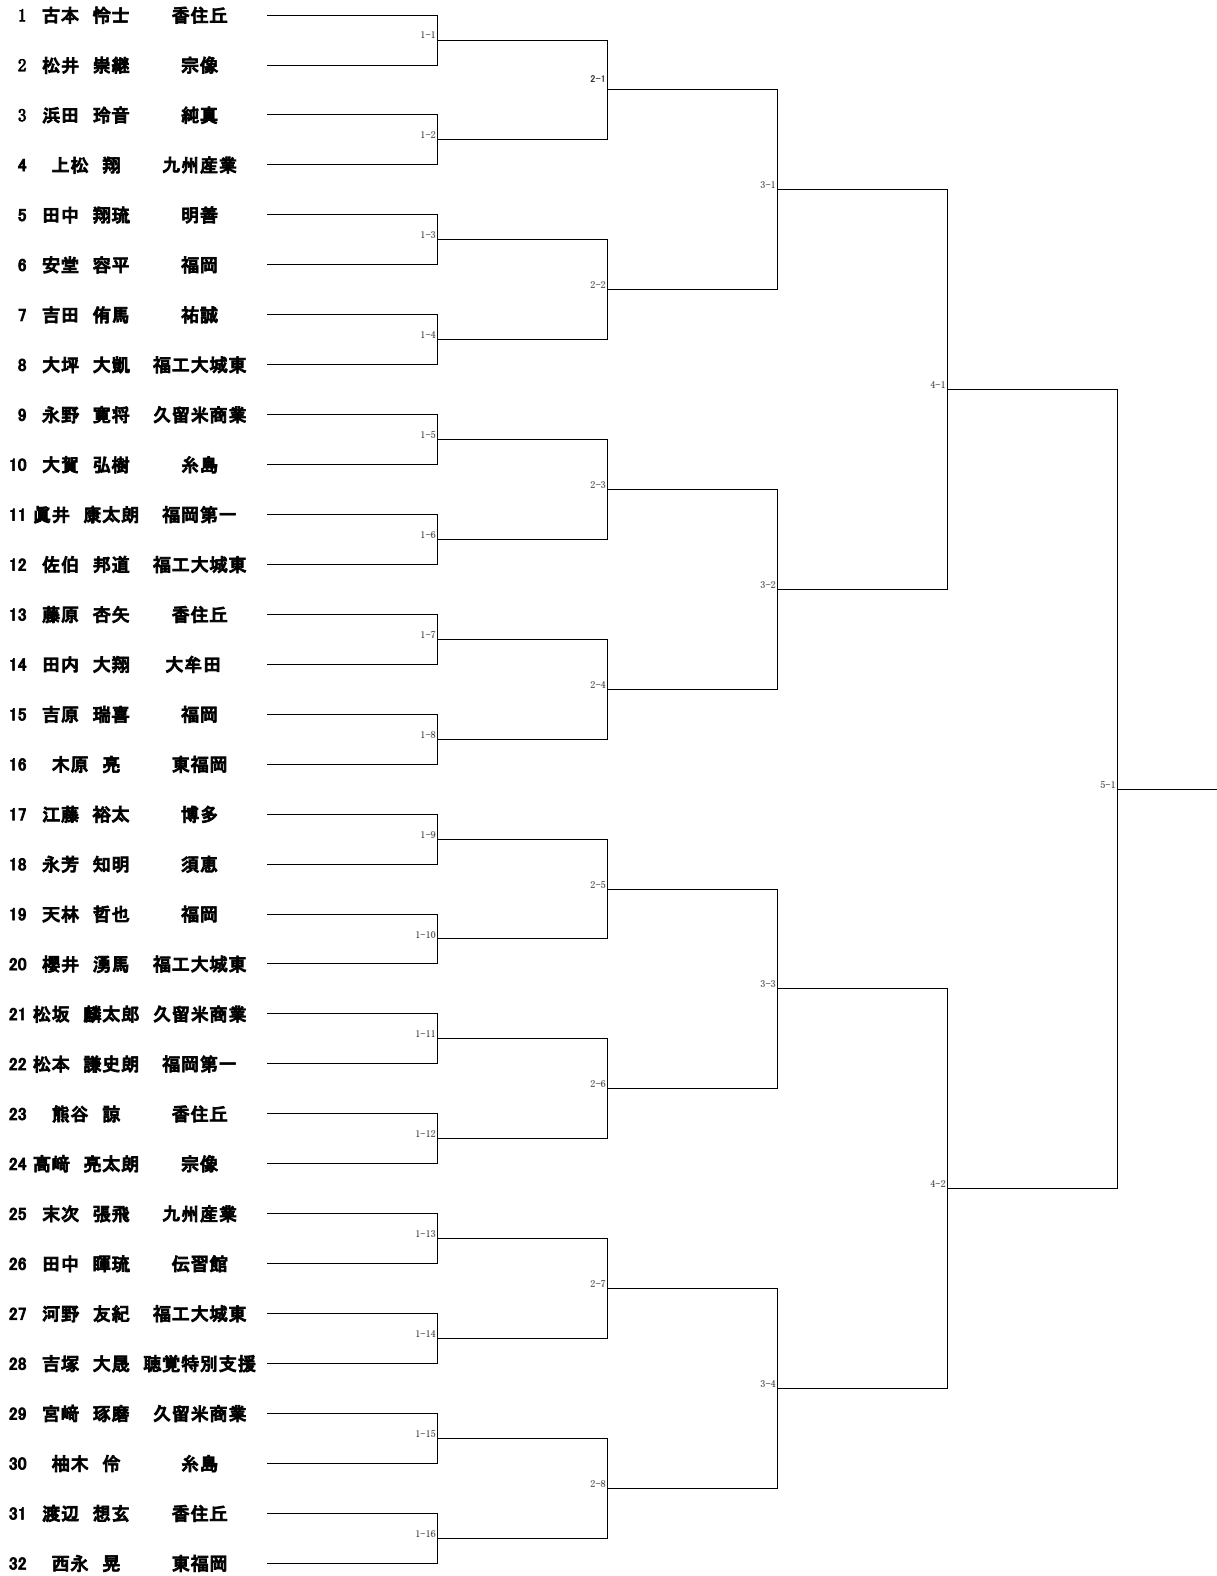 1 古本 怜士 香住丘
1-1
2 松井 崇継 宗像
2-1
3 浜田 玲音 純真
1-2
4 上松 翔 九州産業
3-1
5 田中 翔琉 明善
1-3
6 安堂 容平 福岡
2-2
7 吉田 侑馬 祐誠
1-4
8 大坪 大凱 福工大城東
4-1
9 永野 寛将 久留米商業
1-5
10 大賀 弘樹 糸島
2-3
11 眞井 康太朗 福岡第一
1-6
12 佐伯 邦道 福工大城東
3-2
13 藤原 杏矢 香住丘
1-7
14 田内 大翔 大牟田
2-4
15 吉原 瑞喜 福岡
1-8
16 木原 亮 東福岡
5-1
17 江藤 裕太 博多
1-9
18 永芳 知明 須恵
2-5
19 天林 哲也 福岡
1-10
20 櫻井 湧馬 福工大城東
3-3
21 松坂 麟太郎 久留米商業
1-11
22 松本 謙史朗 福岡第一
2-6
23 熊谷 諒 香住丘
1-12
24 高﨑 亮太朗 宗像
4-2
25 末次 張飛 九州産業
1-13
26 田中 暉琉 伝習館
2-7
27 河野 友紀 福工大城東
1-14
28 吉塚 大晟 聴覚特別支援
3-4
29 宮﨑 琢磨 久留米商業
1-15
30 柚木 伶 糸島
2-8
31 渡辺 想玄 香住丘
1-16
32 西永 晃 東福岡